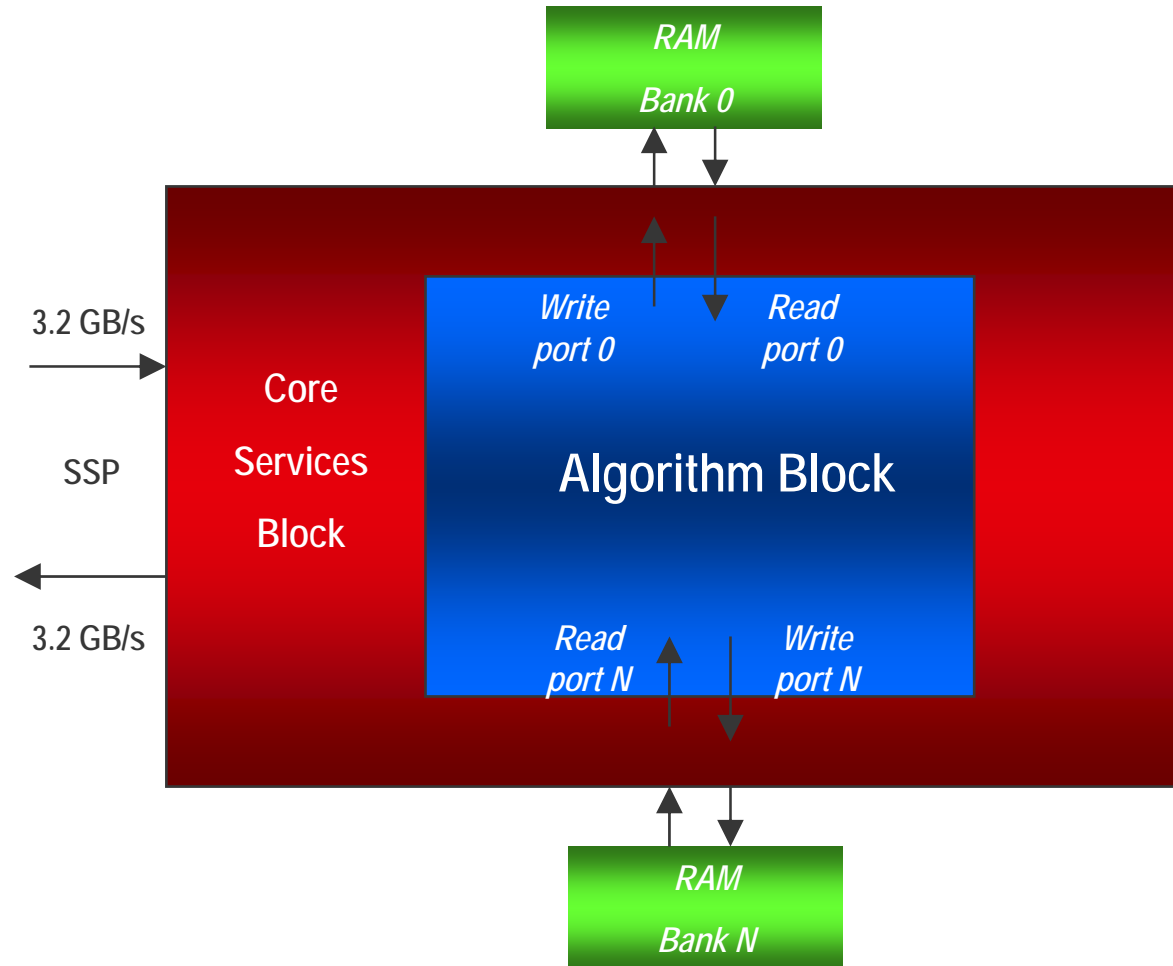 RAM
Bank 0
Write
port 0
Read
port 0
3.2 GB/s
SSP
3.2 GB/s
Core
Services
Block
Algorithm Block
Read
port N
Write
port N
RAM
Bank N